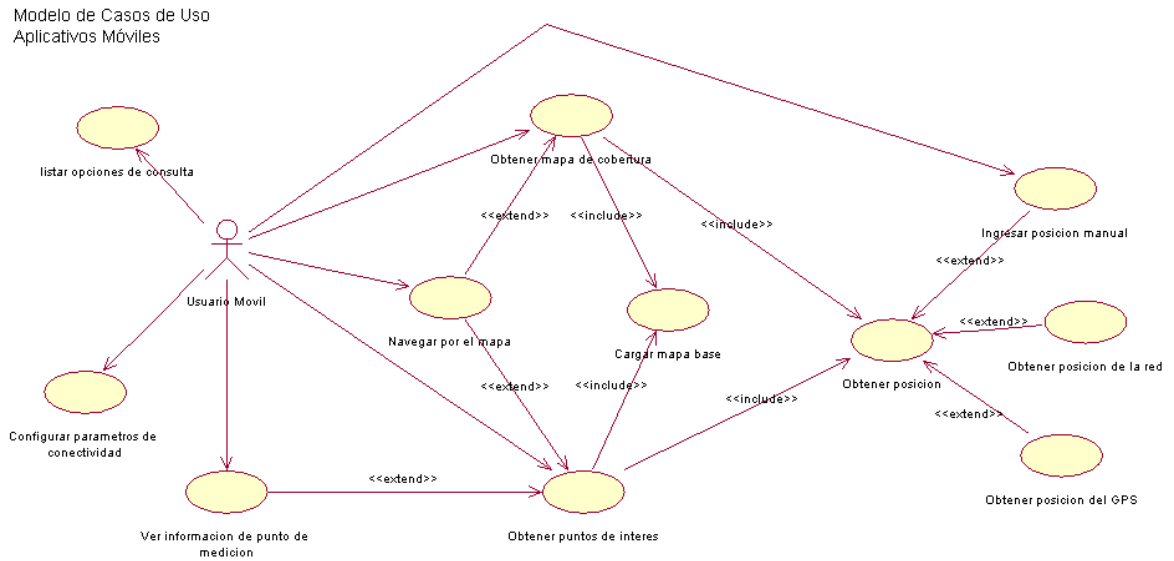 Modelo de Casos de Uso
Aplicativos Móviles
listar opciones de consulta
Obtener mapa de cobertura
<<extend>>
<<include>>
<<include>>
Ingresar posicion manual
<<extend>>
Usuario Movil
Navegar por el mapa
Cargar mapa base
<<extend>>
Obtener posicion
Obtener posicion de la red
<<extend>>
<<include>>
<<include>>
<<extend>>
Configurar parametros de
conectividad
<<extend>>
Ver informacion de punto de
medicion
Obtener puntos de interes
Obtener posicion del GPS